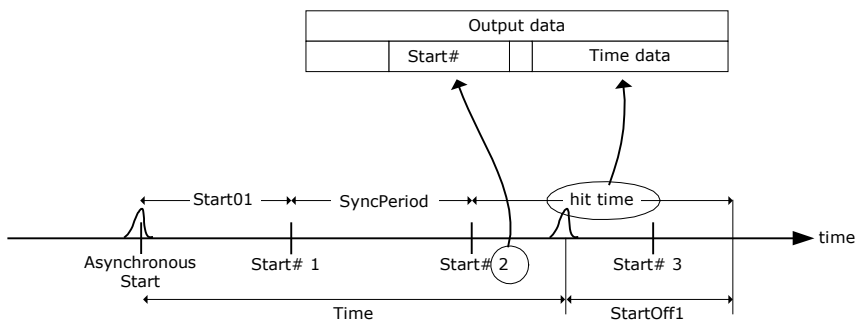 Output data
Start# Time data
Start01 SyncPeriod hit time
time
Asynchronous
Start
Start# 1
Start# 2
Start# 3
Time
StartOff1